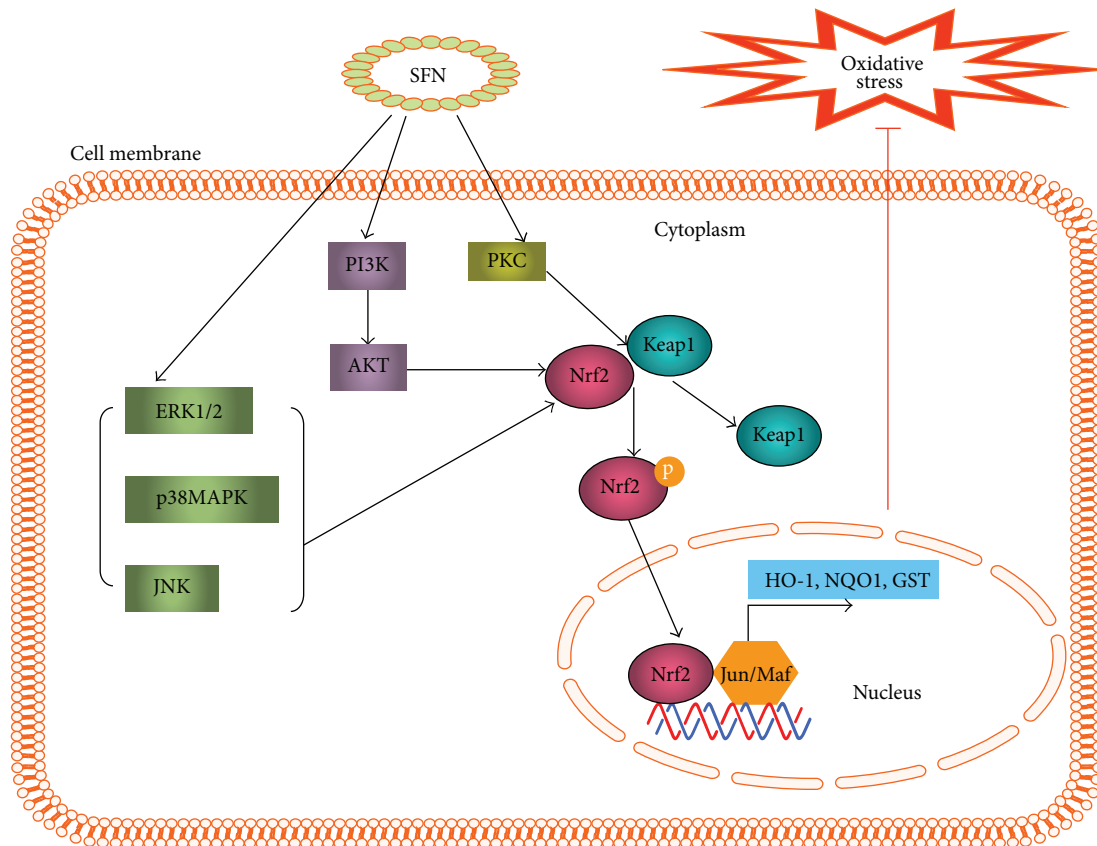 SFN
Oxidative
stress
Cell membrane
Cytoplasm
PI3K
PKC
Keap1
AKT
Nrf2
ERK1/2
Keap1
p
Nrf2
p38MAPK
JNK
HO-1, NQO1, GST
Nrf2
Jun/Maf
Nucleus